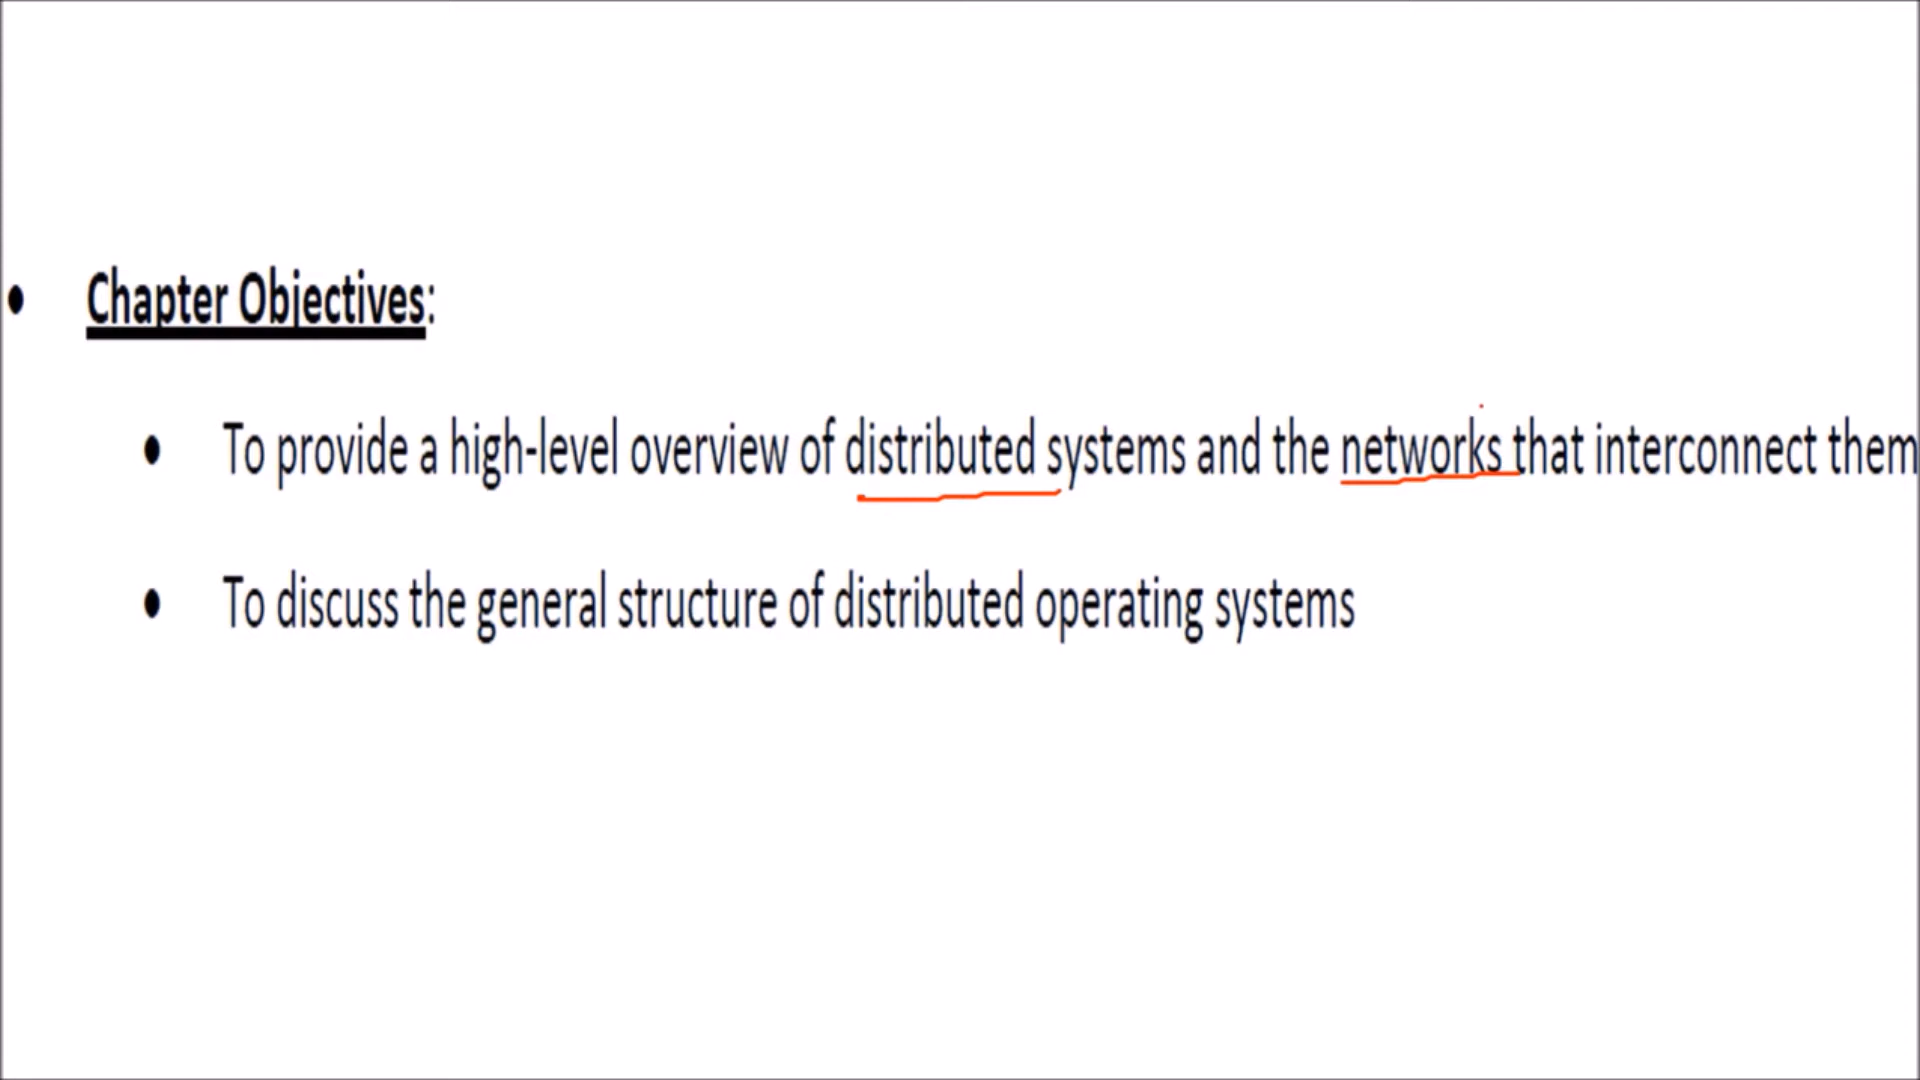 • Chapter Objectives:
• To provide a high-level overview of distributed systems and the networks that interconnect them
• To discuss the general structure of distributed operating systems